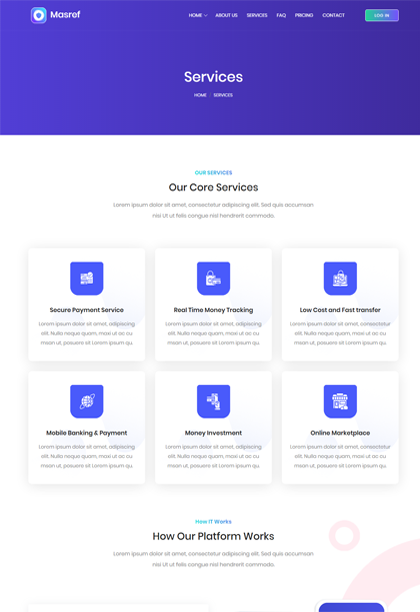 Masref
HOME ABOUT US SERVICES FAQ PRICING CONTACT LOG IN
Services
HOME SERVICES
OUR SERVICES
Our Core Services
Lorem ipsum dolor sit amet, consectetur adipiscing elit. Sed quis accumsan
nisi Ut ut felis congue nisl hendrerit commodo.
Secure Payment Service
Lorem ipsum dolor sit amet, adipiscing
elit. Nulla neque quam, maxi ut ac cu
msan ut, posuere sit Lorem ipsum qu.
Real Time Money Tracking
Lorem ipsum dolor sit amet, adipiscing
elit. Nulla neque quam, maxi ut ac cu
msan ut, posuere sit Lorem ipsum qu.
Low Cost and Fast transfer
Lorem ipsum dolor sit amet, consectetur
elit. Nulla neque quam, maxi ut ac cu
msan ut, posuere sit Lorem ipsum qu.
Mobile Banking & Payment
Lorem ipsum dolor sit amet, adipiscing
elit. Nulla neque quam, maxi ut ac cu
msan ut, posuere sit Lorem ipsum qu.
Money Investment
Lorem ipsum dolor sit amet, adipiscing
elit. Nulla neque quam, maxi ut ac cu
msan ut, posuere sit Lorem ipsum qu.
Online Marketplace
Lorem ipsum dolor sit amet, consectetur
elit. Nulla neque quam, maxi ut ac cu
msan ut, posuere sit Lorem ipsum qu.
How IT Works
How Our Platform Works
Lorem ipsum dolor sit amet, consectetur adipiscing elit. Sed quis accumsan
nisi Ut ut felis congue nisl hendrerit commodo.